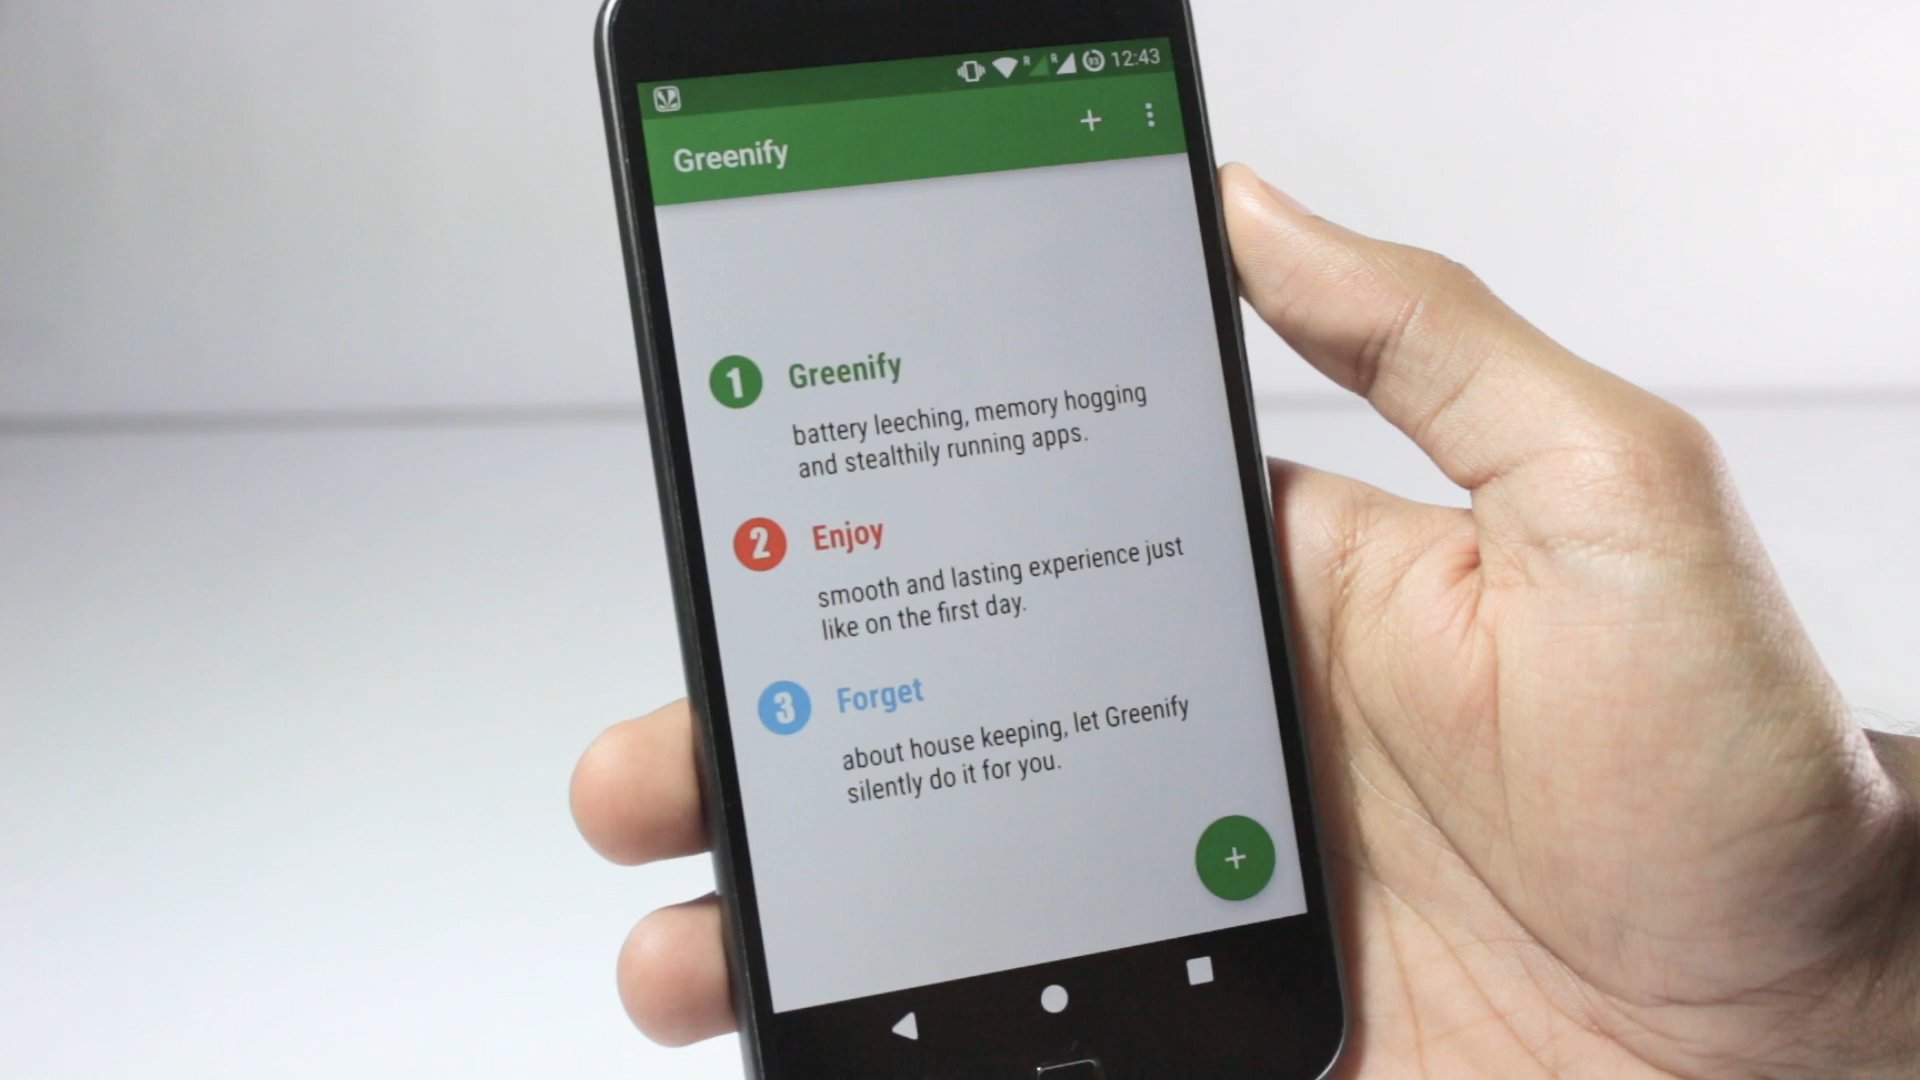 R R 93 12:43
Greenify
1 Greenify
battery leeching, memory hogging
and stealthily running apps.
2 Enjoy
smooth and lasting experience just
like on the first day.
3 Forget
about house keeping, let Greenify
silently do it for you.